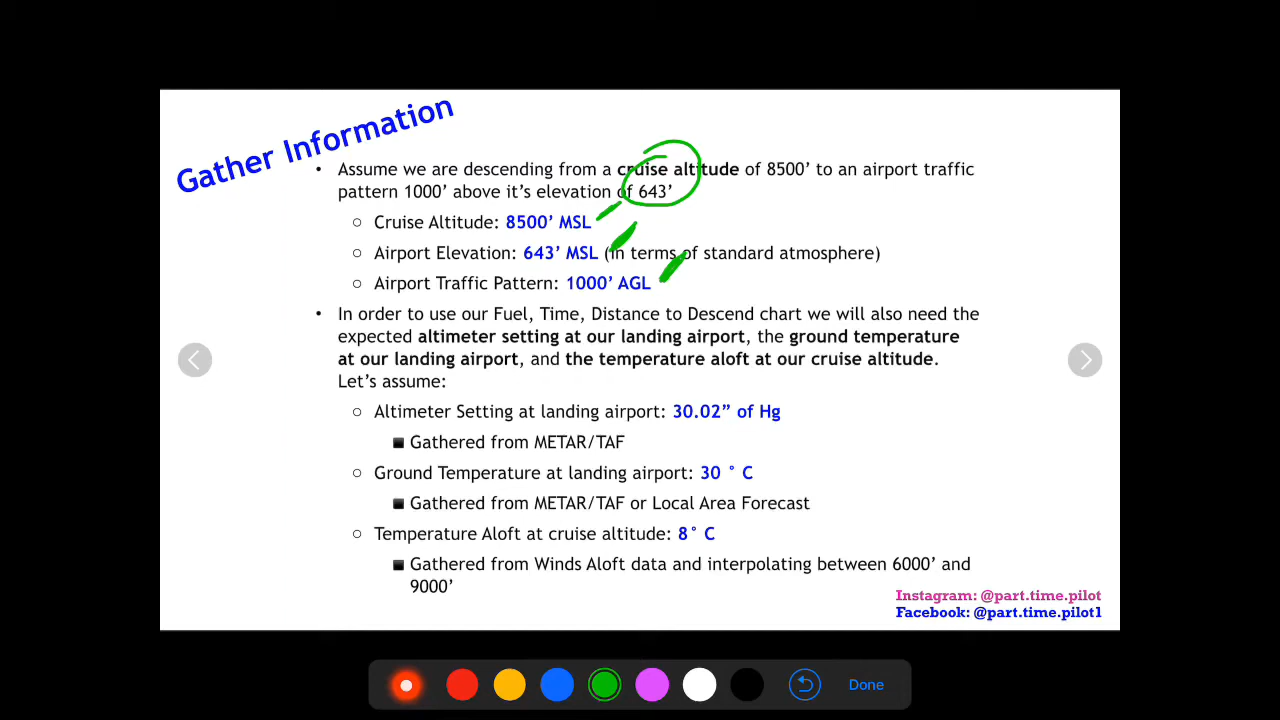 Gather Information
• Assume we are descending from a cruise altitude of 8500’ to an airport traffic
pattern 1000’ above it’s elevation of 643’
○ Cruise Altitude: 8500’ MSL
○ Airport Elevation: 643’ MSL (in terms of standard atmosphere)
○ Airport Traffic Pattern: 1000’ AGL
• In order to use our Fuel, Time, Distance to Descend chart we will also need the
expected altimeter setting at our landing airport, the ground temperature
at our landing airport, and the temperature aloft at our cruise altitude.
Let’s assume:
○ Altimeter Setting at landing airport: 30.02” of Hg
■ Gathered from METAR/TAF
○ Ground Temperature at landing airport: 30 ° C
■ Gathered from METAR/TAF or Local Area Forecast
○ Temperature Aloft at cruise altitude: 8° C
■ Gathered from Winds Aloft data and interpolating between 6000’ and
9000’
Instagram: @part.time.pilot
Facebook: @part.time.pilot1
Done